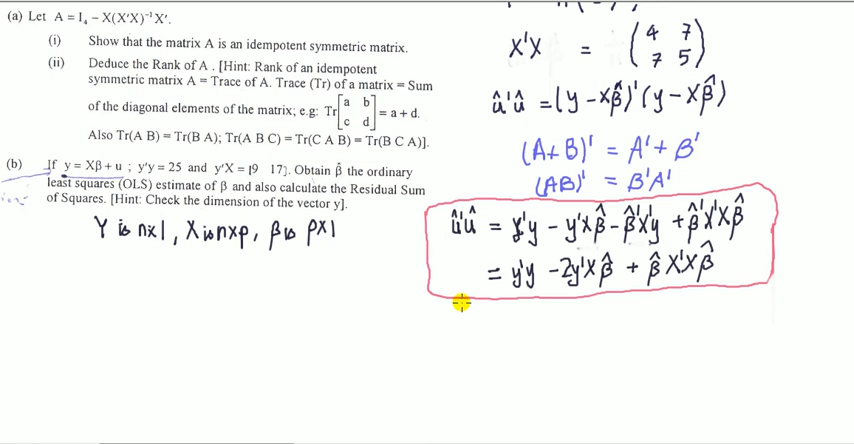 (a) Let A = I₄ – X(X'X)⁻¹X'.
(i) Show that the matrix A is an idempotent symmetric matrix.
(ii) Deduce the Rank of A . [Hint: Rank of an idempotent
symmetric matrix A = Trace of A. Trace (Tr) of a matrix = Sum
of the diagonal elements of the matrix; e.g: Tr[a b
c d] = a + d.
Also Tr(A B) = Tr(B A); Tr(A B C) = Tr(C A B) = Tr(B C A)].
(b) If y = Xβ + u ; y'y = 25 and y'X = [9 17]. Obtain β̂ the ordinary
least squares (OLS) estimate of β and also calculate the Residual Sum
of Squares. [Hint: Check the dimension of the vector y].
Y is n×1, X is n×p, β is p×1
X'X = (4 7
7 5)
û'û = (y – Xβ̂)'(y – Xβ̂)
(A+B)' = A' + B'
(AB)' = B'A'
û'û = y'y – y'Xβ̂ – β̂'X'y + β̂'X'Xβ̂
= y'y – 2y'Xβ̂ + β̂ X'Xβ̂